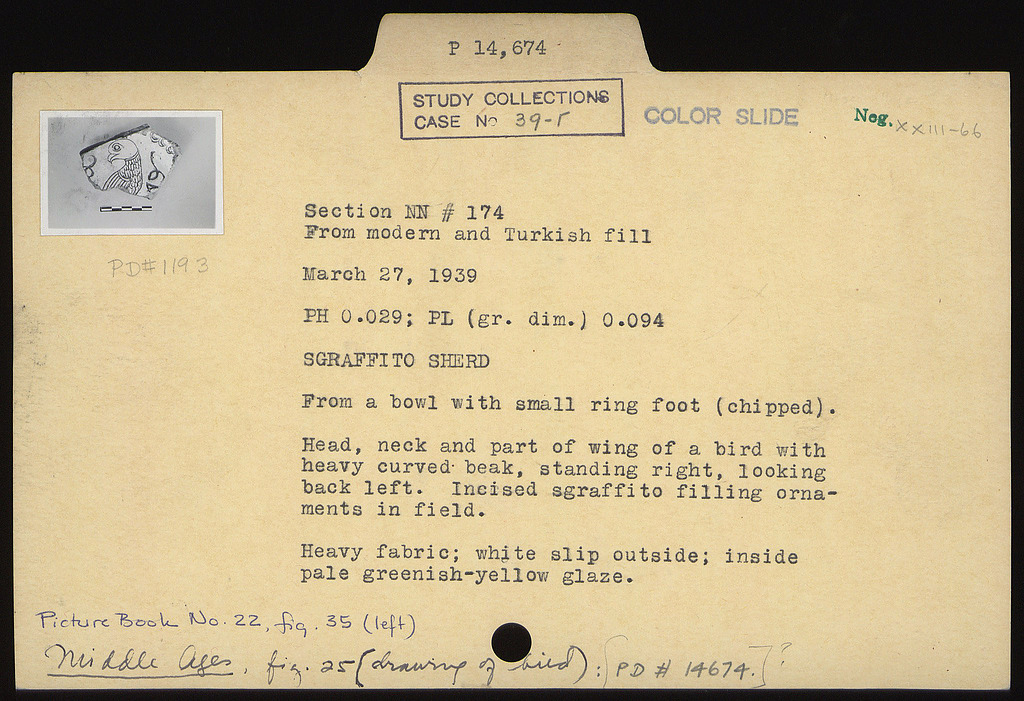 P 14,674
STUDY COLLECTIONS
CASE No 39-Γ
COLOR SLIDE
Neg. XXIII-66
PD#1193
Section NN # 174
From modern and Turkish fill
March 27, 1939
PH 0.029; PL (gr. dim.) 0.094
SGRAFFITO SHERD
From a bowl with small ring foot (chipped).
Head, neck and part of wing of a bird with
heavy curved beak, standing right, looking
back left.  Incised sgraffito filling orna-
ments in field.
Heavy fabric; white slip outside; inside
pale greenish-yellow glaze.
Picture Book No. 22, fig. 35 (left)
Middle Ages, fig. 25 (drawing of bird): [PD # 14674.]?